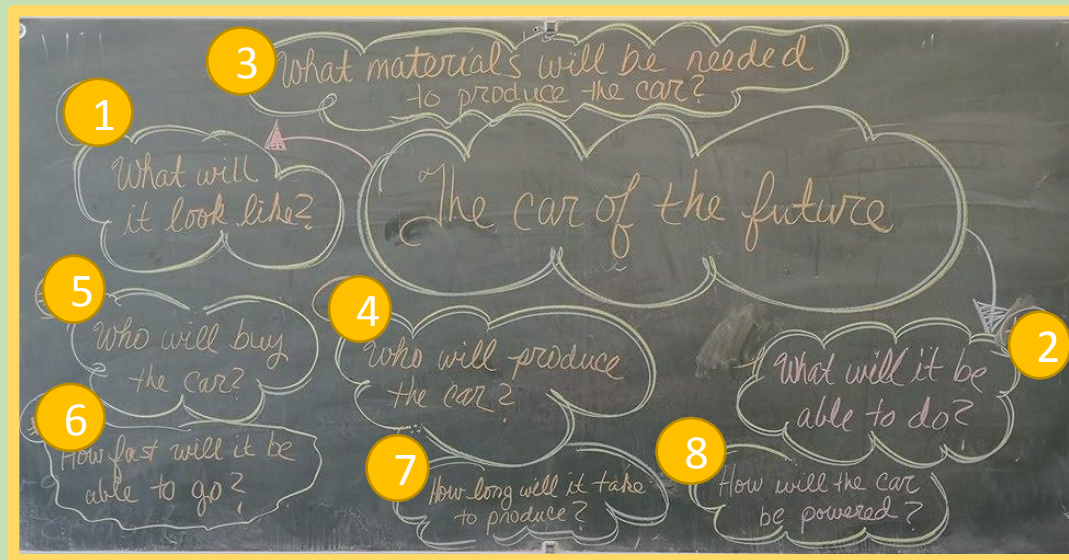 3
What materials will be needed
to produce the car?
1
What will
it look like?
The car of the future
5
Who will buy
the car?
4
Who will produce
the car?
2
What will it be
able to do?
6
How fast will it be
able to go?
7
How long will it take
to produce?
8
How will the car
be powered?